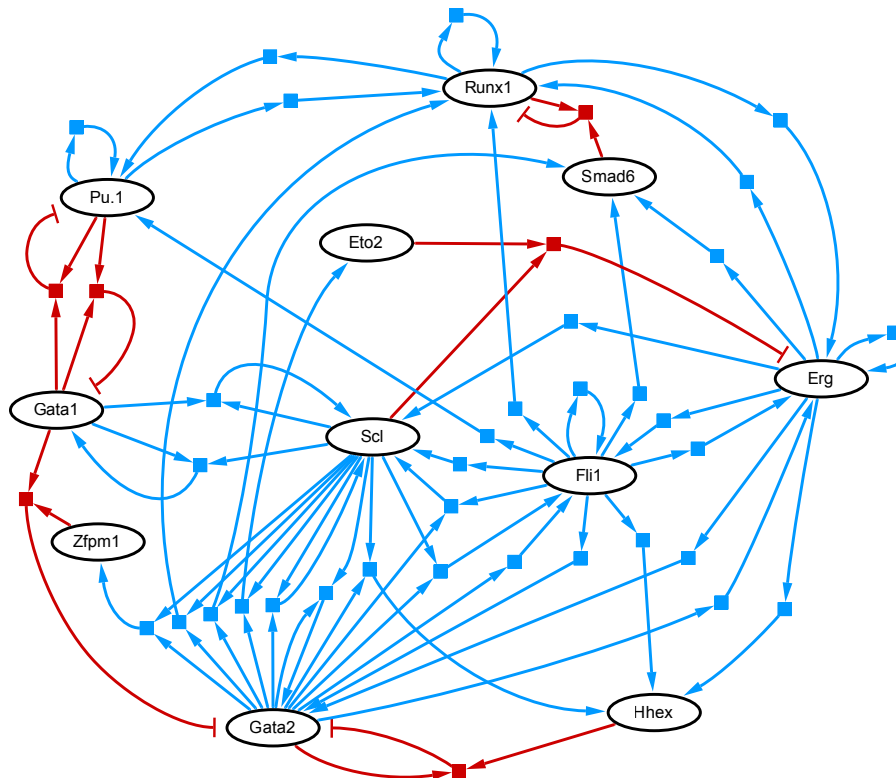 Runx1
Smad6
Pu.1
Eto2
Erg
Gata1
Scl
Fli1
Zfpm1
Hhex
Gata2